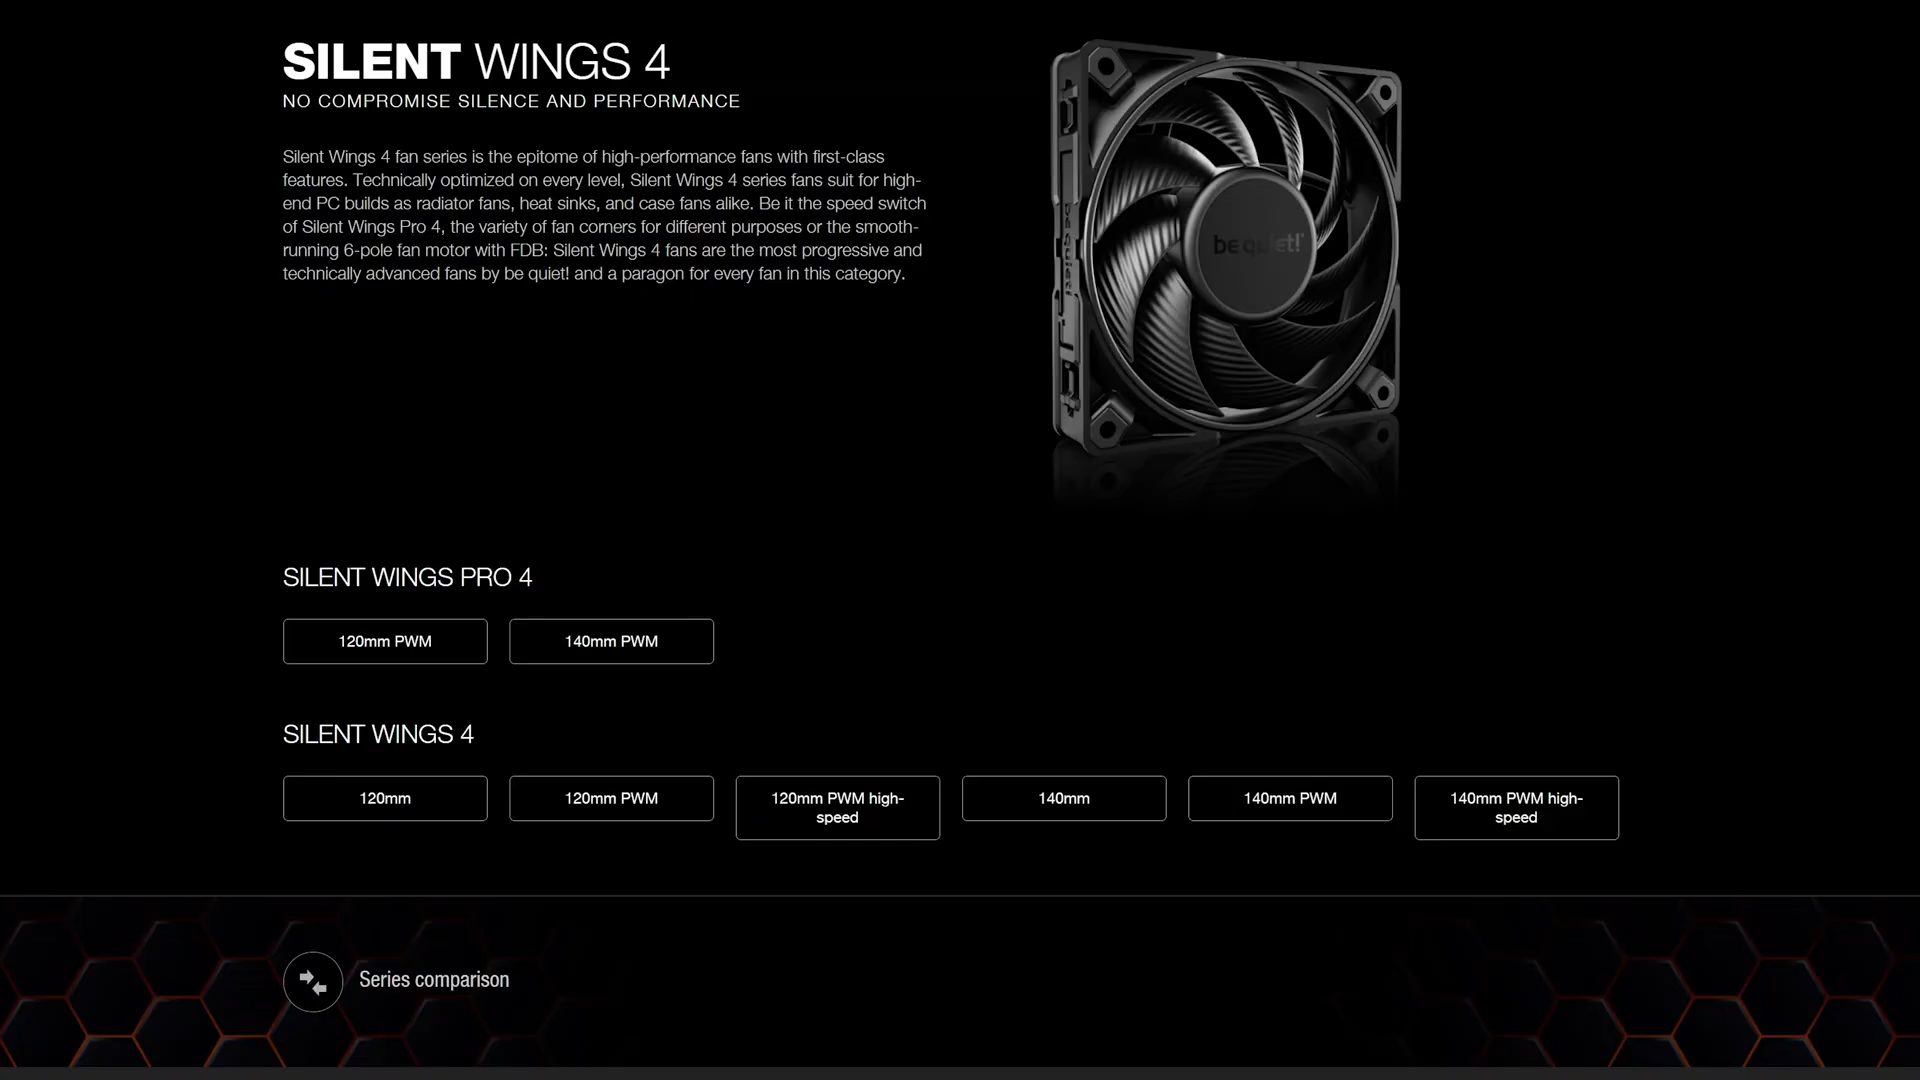 SILENT WINGS 4
NO COMPROMISE SILENCE AND PERFORMANCE
Silent Wings 4 fan series is the epitome of high-performance fans with first-class
features. Technically optimized on every level, Silent Wings 4 series fans suit for high-
end PC builds as radiator fans, heat sinks, and case fans alike. Be it the speed switch
of Silent Wings Pro 4, the variety of fan corners for different purposes or the smooth-
running 6-pole fan motor with FDB: Silent Wings 4 fans are the most progressive and
technically advanced fans by be quiet! and a paragon for every fan in this category.
be quiet!
be quiet!
SILENT WINGS PRO 4
120mm PWM
140mm PWM
SILENT WINGS 4
120mm
120mm PWM
120mm PWM high-
speed
140mm
140mm PWM
140mm PWM high-
speed
Series comparison